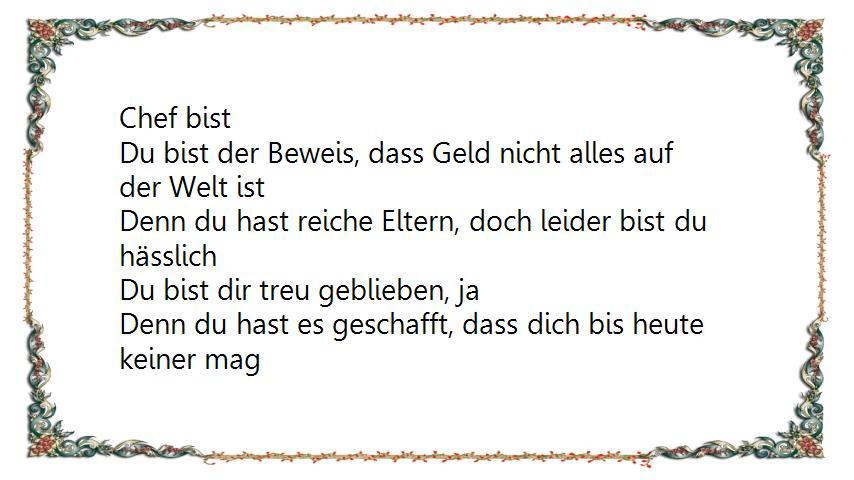 Chef bist
Du bist der Beweis, dass Geld nicht alles auf
der Welt ist
Denn du hast reiche Eltern, doch leider bist du
hässlich
Du bist dir treu geblieben, ja
Denn du hast es geschafft, dass dich bis heute
keiner mag